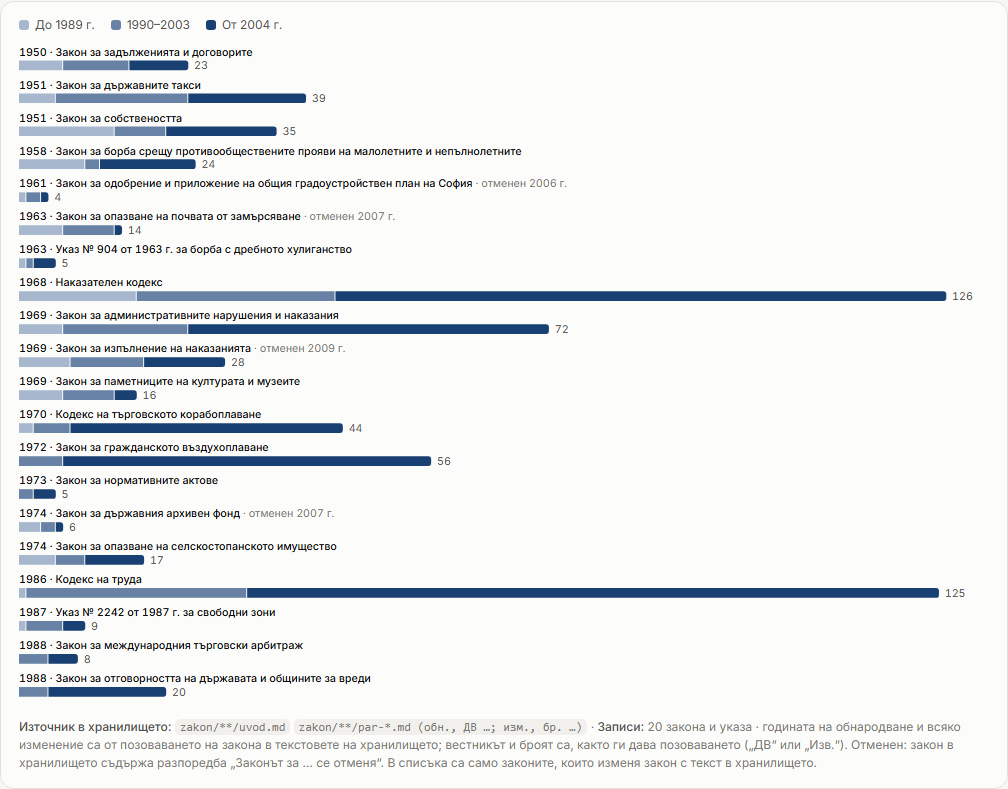 До 1989 г. 1990–2003 От 2004 г.
1950 · Закон за задълженията и договорите
23
1951 · Закон за държавните такси
39
1951 · Закон за собствеността
35
1958 · Закон за борба срещу противообществените прояви на малолетните и непълнолетните
24
1961 · Закон за одобрение и приложение на общия градоустройствен план на София · отменен 2006 г.
4
1963 · Закон за опазване на почвата от замърсяване · отменен 2007 г.
14
1963 · Указ № 904 от 1963 г. за борба с дребното хулиганство
5
1968 · Наказателен кодекс
126
1969 · Закон за административните нарушения и наказания
72
1969 · Закон за изпълнение на наказанията · отменен 2009 г.
28
1969 · Закон за паметниците на културата и музеите
16
1970 · Кодекс на търговското корабоплаване
44
1972 · Закон за гражданското въздухоплаване
56
1973 · Закон за нормативните актове
5
1974 · Закон за държавния архивен фонд · отменен 2007 г.
6
1974 · Закон за опазване на селскостопанското имущество
17
1986 · Кодекс на труда
125
1987 · Указ № 2242 от 1987 г. за свободни зони
9
1988 · Закон за международния търговски арбитраж
8
1988 · Закон за отговорността на държавата и общините за вреди
20
Източник в хранилището: zakon/**/uvod.md zakon/**/par-*.md (обн., ДВ …; изм., бр. …) · Записи: 20 закона и указа · годината на обнародване и всяко
изменение са от позоваването на закона в текстовете на хранилището; вестникът и броят са, както ги дава позоваването („ДВ“ или „Изв.“). Отменен: закон в
хранилището съдържа разпоредба „Законът за … се отменя“. В списъка са само законите, които изменя закон с текст в хранилището.